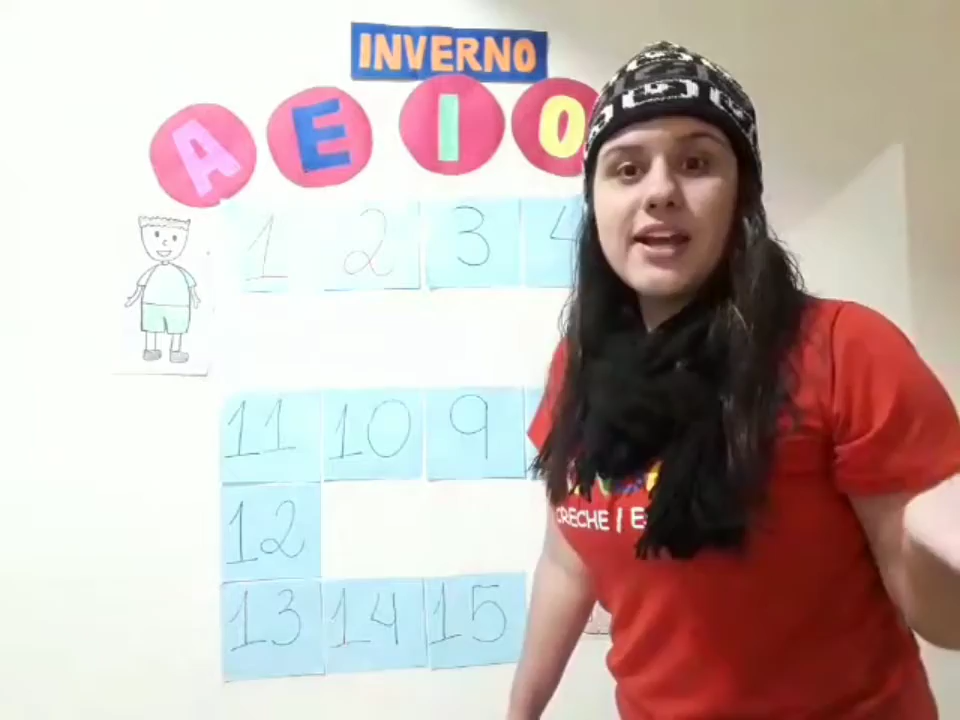 INVERNO
A E I O
1 2 3 4
11 10 9
12
13 14 15
CRECHE | E